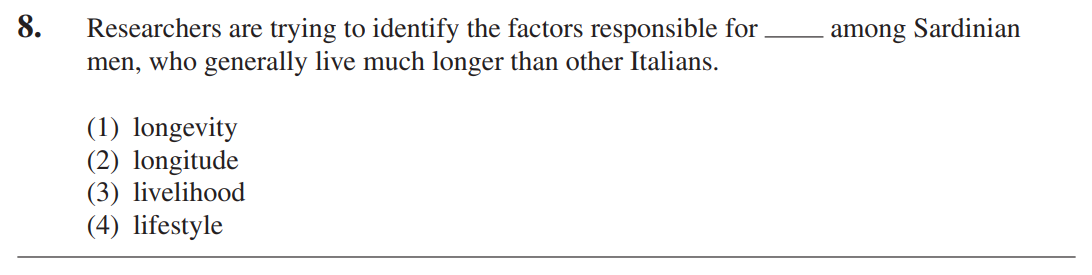 8. Researchers are trying to identify the factors responsible for ____ among Sardinian
men, who generally live much longer than other Italians.
(1) longevity
(2) longitude
(3) livelihood
(4) lifestyle